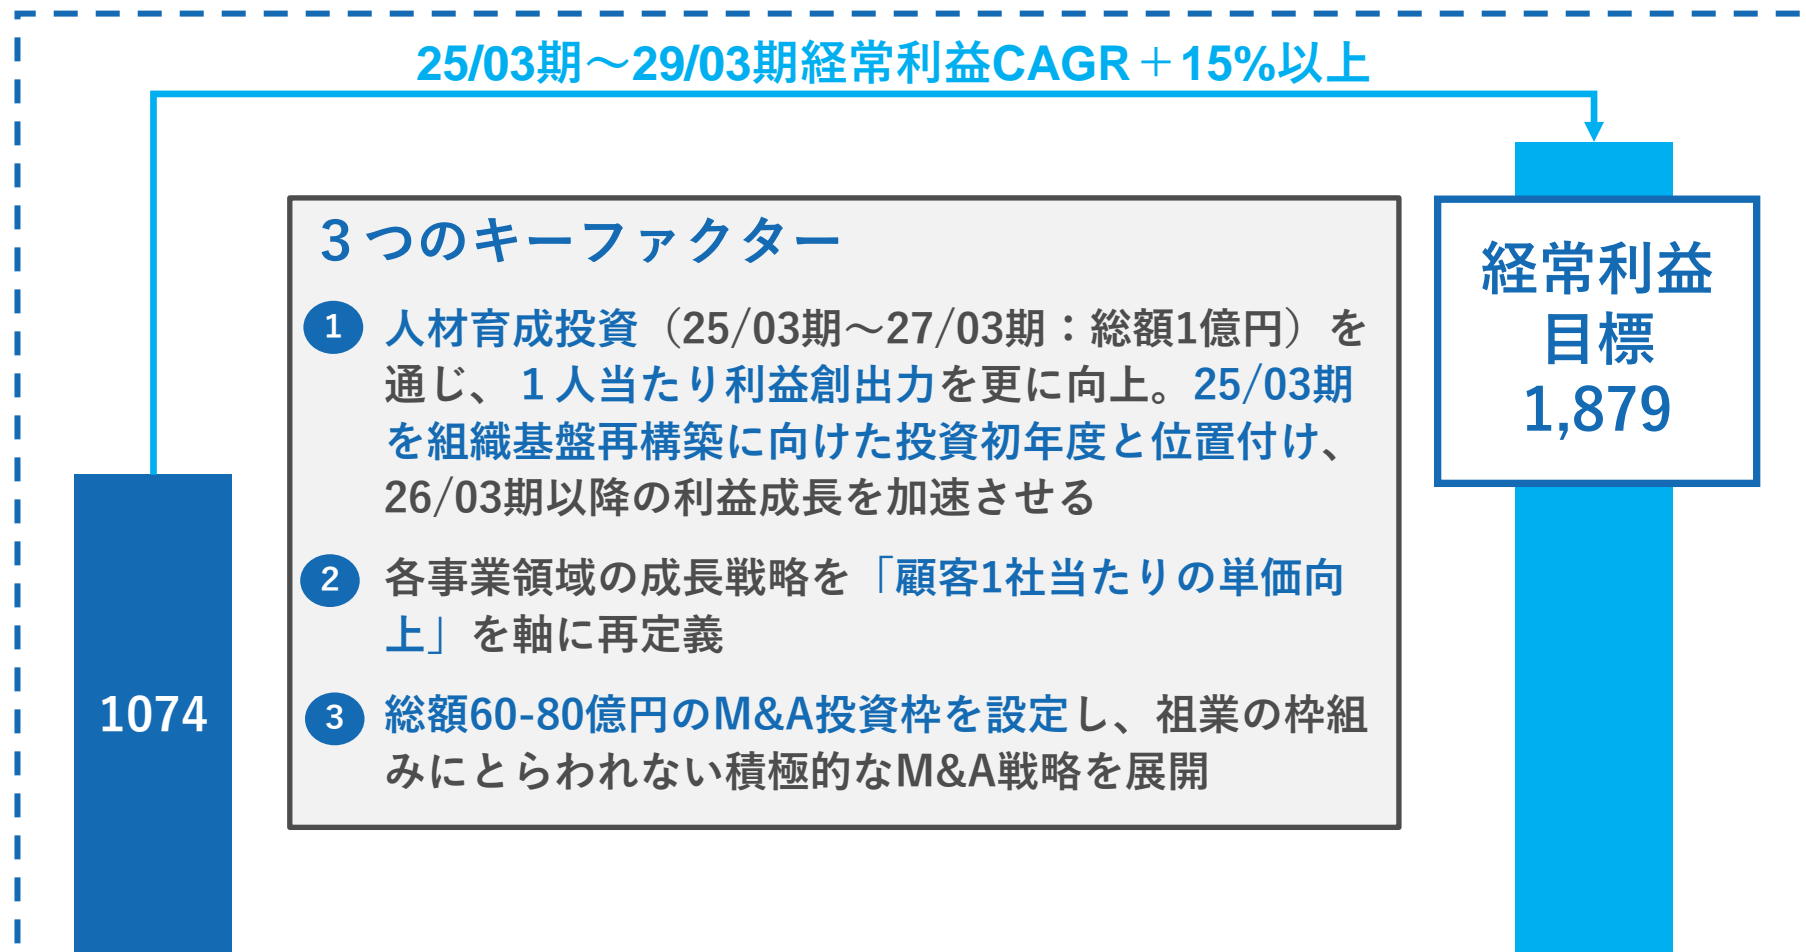 25/03期～29/03期経常利益CAGR＋15%以上
３つのキーファクター
1 人材育成投資（25/03期～27/03期：総額1億円）を
通じ、１人当たり利益創出力を更に向上。25/03期
を組織基盤再構築に向けた投資初年度と位置付け、
26/03期以降の利益成長を加速させる
2 各事業領域の成長戦略を「顧客1社当たりの単価向
上」を軸に再定義
3 総額60-80億円のM&A投資枠を設定し、祖業の枠組
みにとらわれない積極的なM&A戦略を展開
経常利益
目標
1,879
1074